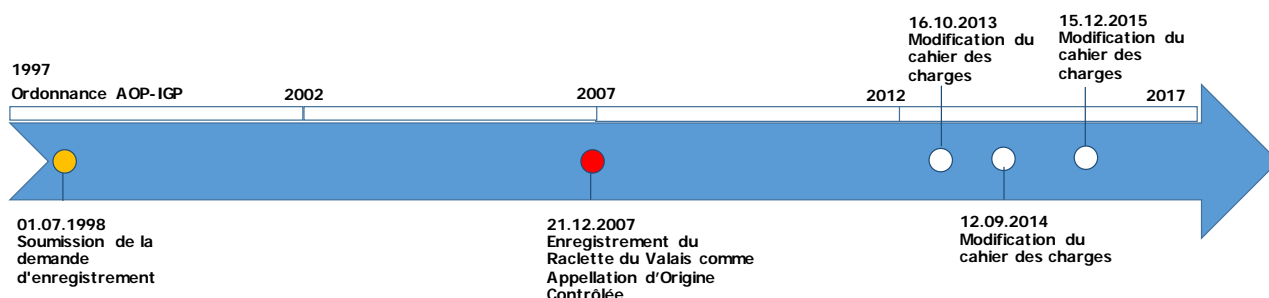 16.10.2013
Modification du
cahier des
charges
15.12.2015
Modification du
cahier des
charges
1997
Ordonnance AOP-IGP
2002
2007
2012
2017
01.07.1998
Soumission de la
demande
d'enregistrement
21.12.2007
Enregistrement du
Raclette du Valais comme
Appellation d’Origine
Contrôlée
12.09.2014
Modification du
cahier des charges